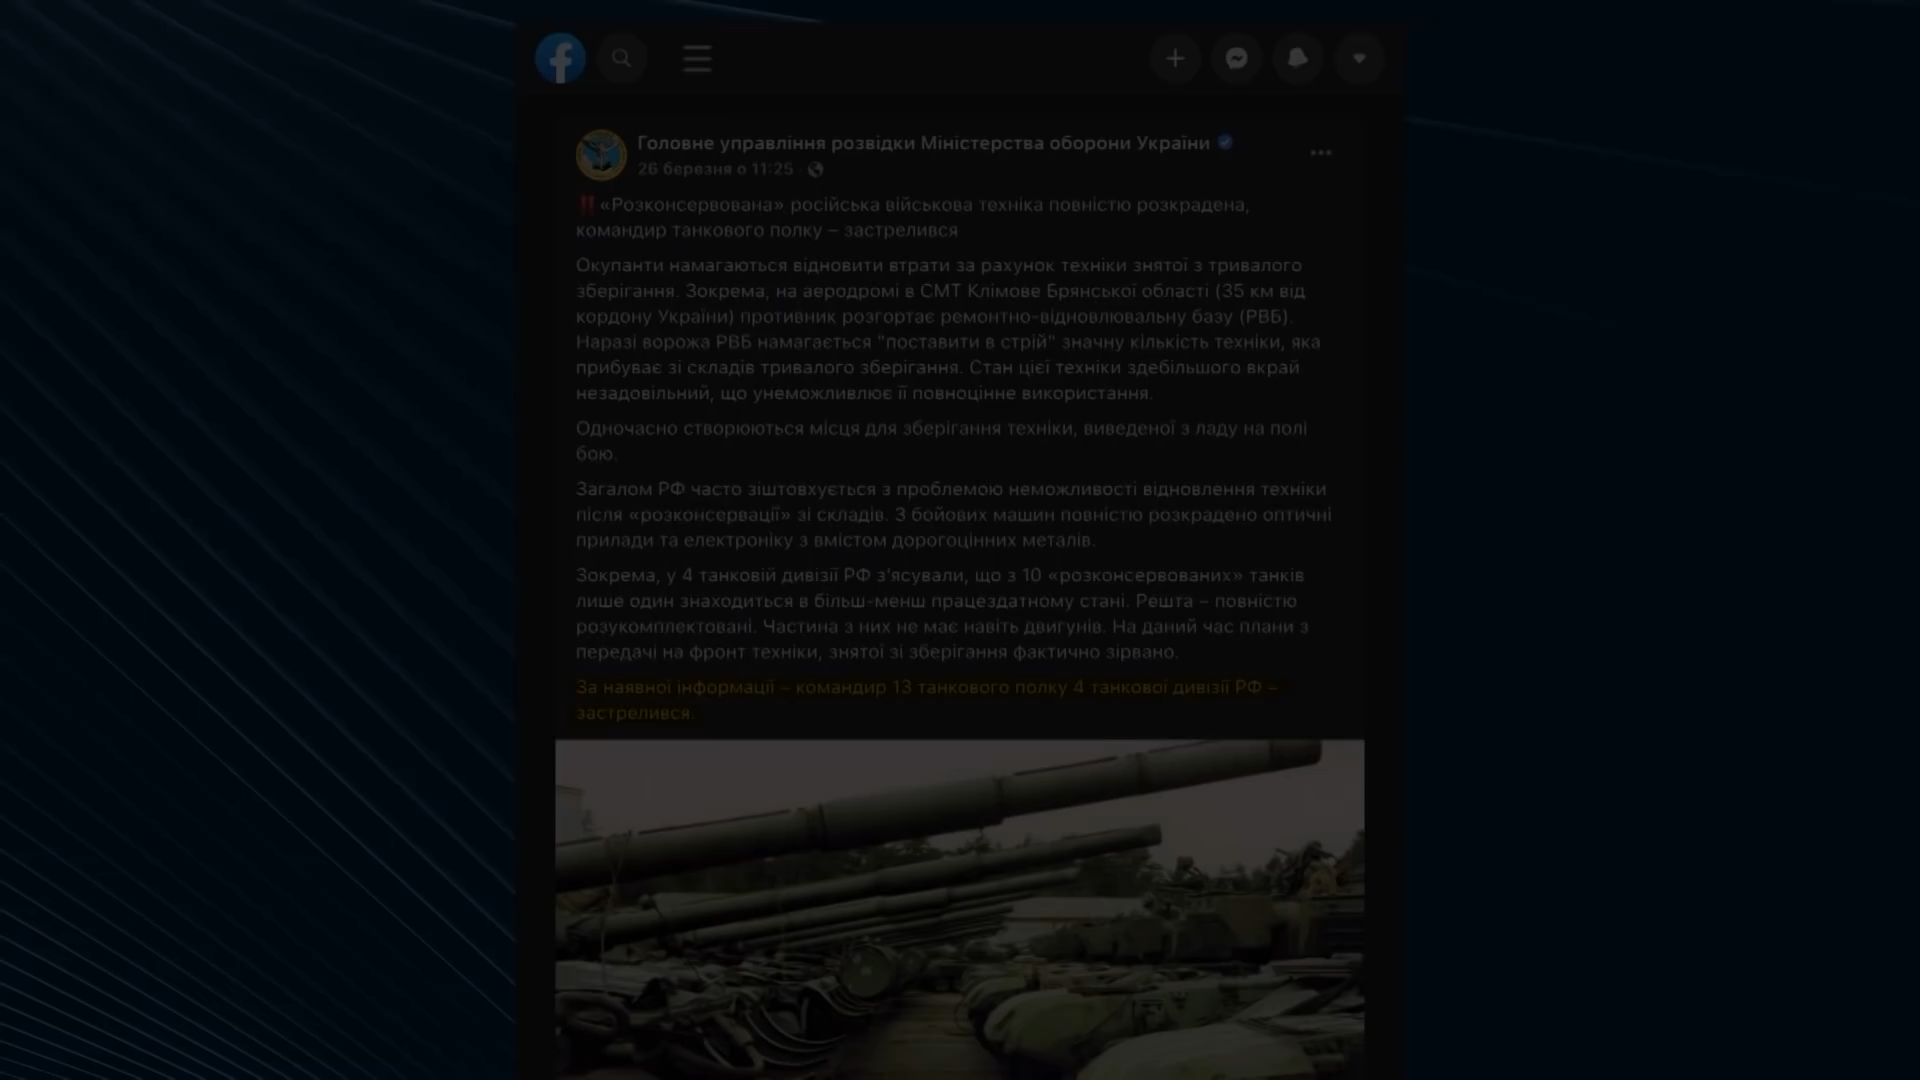 Головне управління розвідки Міністерства оборони України
26 березня о 11:25
‼ «Розконсервована» російська військова техніка повністю розкрадена,
командир танкового полку – застрелився
Окупанти намагаються відновити втрати за рахунок техніки знятої з тривалого
зберігання. Зокрема, на аеродромі в СМТ Клімове Брянської області (35 км від
кордону України) противник розгортає ремонтно-відновлювальну базу (РВБ).
Наразі ворожа РВБ намагається "поставити в стрій" значну кількість техніки, яка
прибуває зі складів тривалого зберігання. Стан цієї техніки здебільшого вкрай
незадовільний, що унеможливлює її повноцінне використання.
Одночасно створюються місця для зберігання техніки, виведеної з ладу на полі
бою.
Загалом РФ часто зіштовхується з проблемою неможливості відновлення техніки
після «розконсервації» зі складів. З бойових машин повністю розкрадено оптичні
прилади та електроніку з вмістом дорогоцінних металів.
Зокрема, у 4 танковій дивізії РФ з'ясували, що з 10 «розконсервованих» танків
лише один знаходиться в більш-менш працездатному стані. Решта – повністю
розукомплектовані. Частина з них не має навіть двигунів. На даний час плани з
передачі на фронт техніки, знятої зі зберігання фактично зірвано.
За наявної інформації – командир 13 танкового полку 4 танкової дивізії РФ –
застрелився.